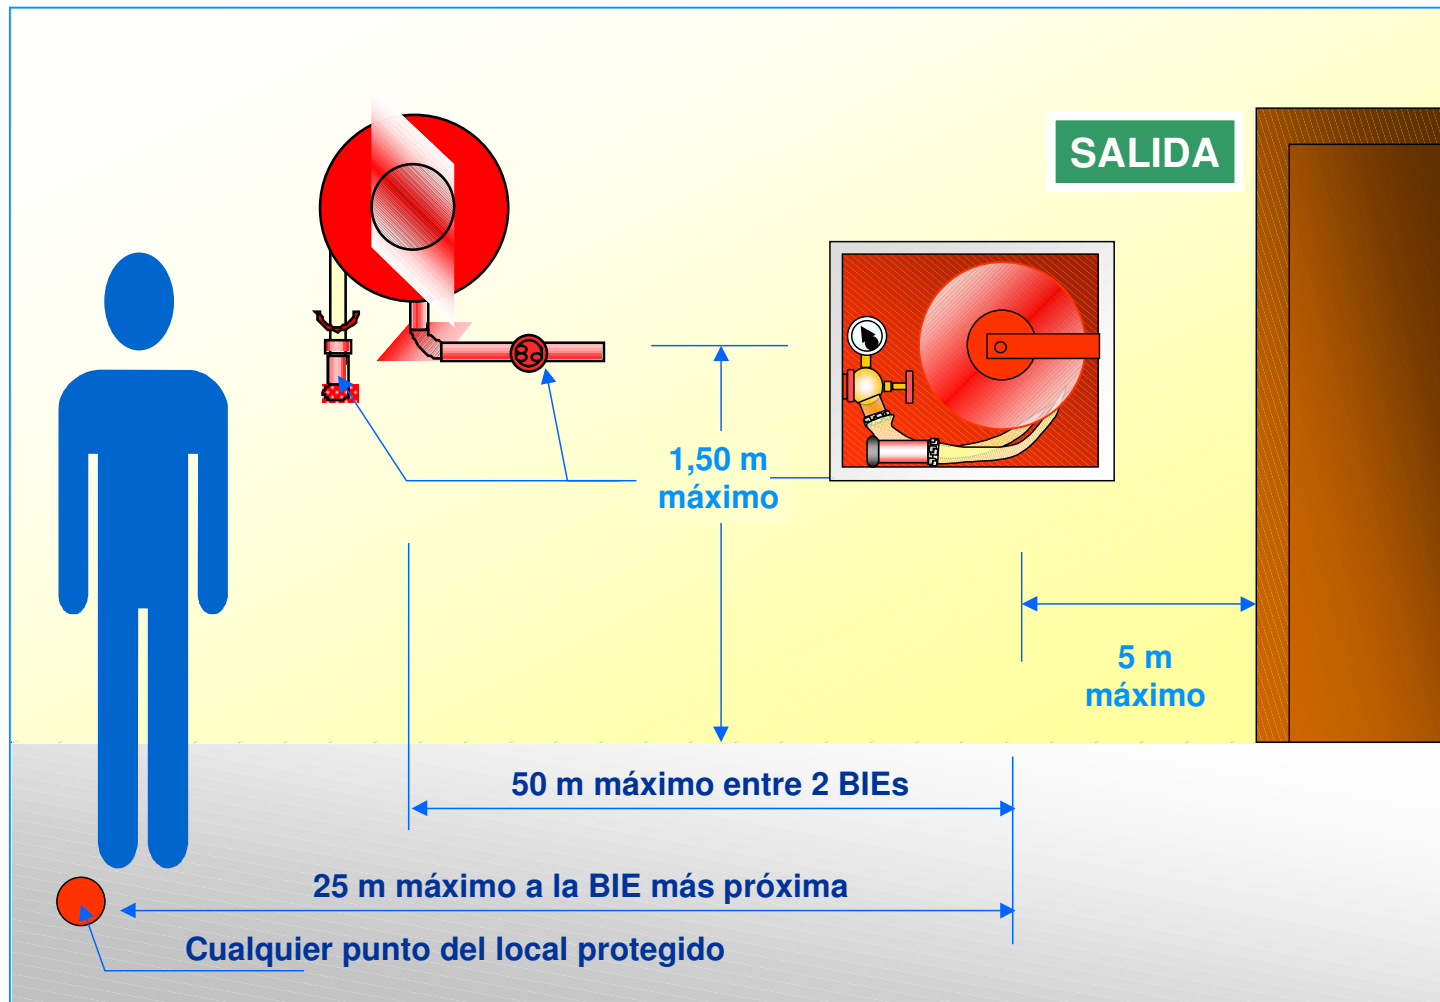 SALIDA
1,50 m
máximo
5 m
máximo
50 m máximo entre 2 BIEs
25 m máximo a la BIE más próxima
Cualquier punto del local protegido